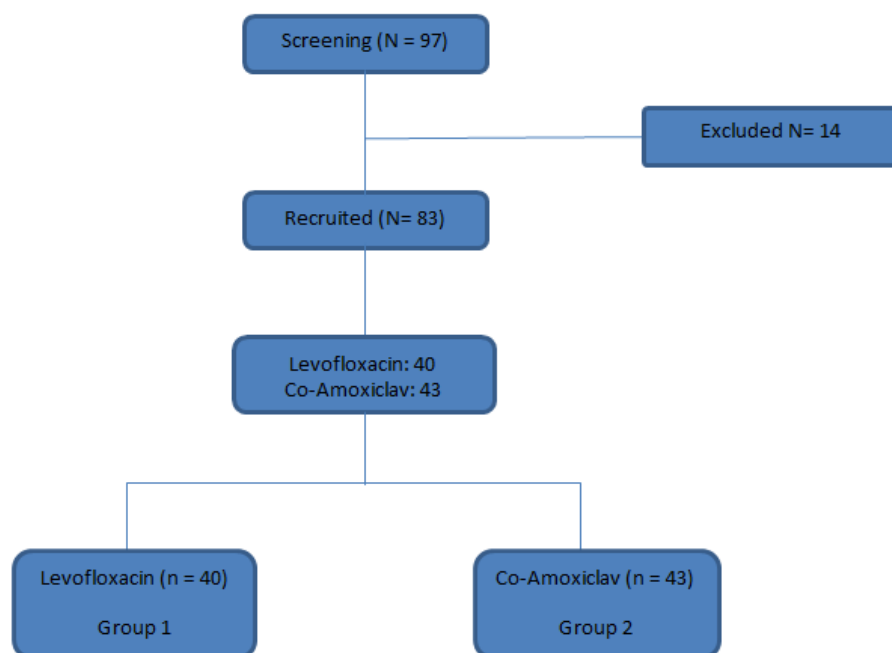 Screening (N = 97)
Excluded N= 14
Recruited (N= 83)
Levofloxacin: 40
Co-Amoxiclav: 43
Levofloxacin (n = 40)
Group 1
Co-Amoxiclav (n = 43)
Group 2